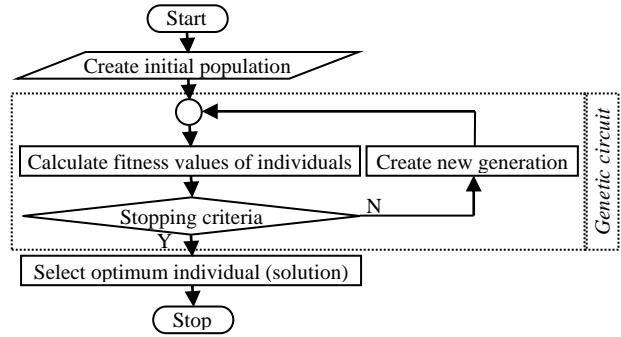 Start
Create initial population
Calculate fitness values of individuals
Create new generation
Stopping criteria
N
Y
Select optimum individual (solution)
Stop
Genetic circuit